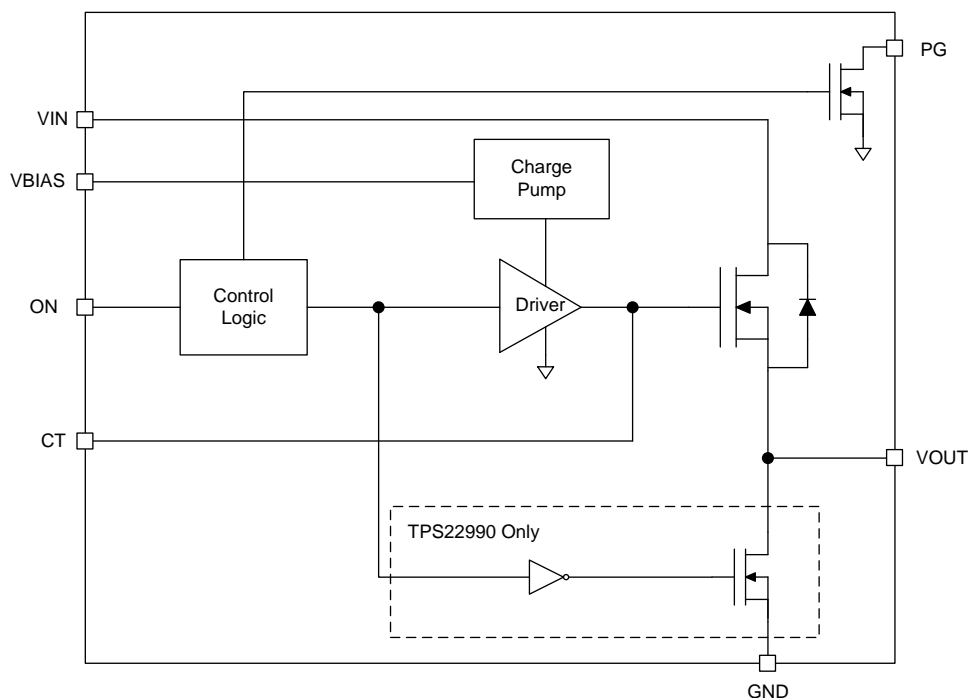 PG
VIN
Charge
Pump
VBIAS
ON
Control
Logic
Driver
CT
VOUT
TPS22990 Only
GND